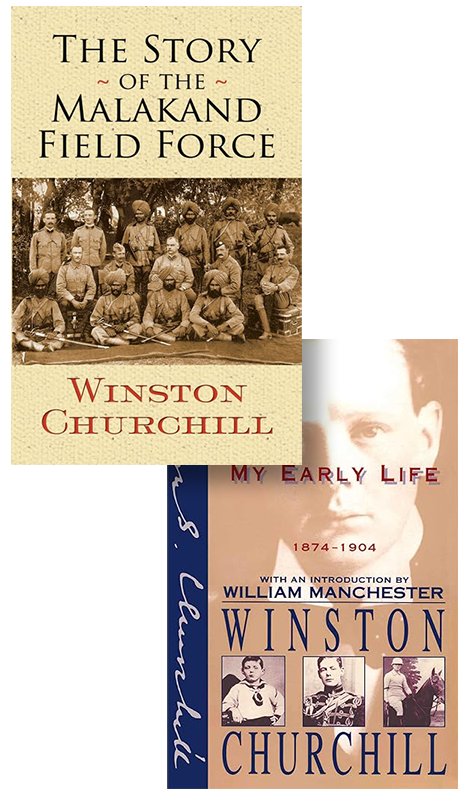 THE STORY
~ OF THE ~
MALAKAND
FIELD FORCE
WINSTON
CHURCHILL
MY EARLY LIFE
1874–1904
WITH AN INTRODUCTION BY
WILLIAM MANCHESTER
WINSTON
CHURCHILL
S. Churchill